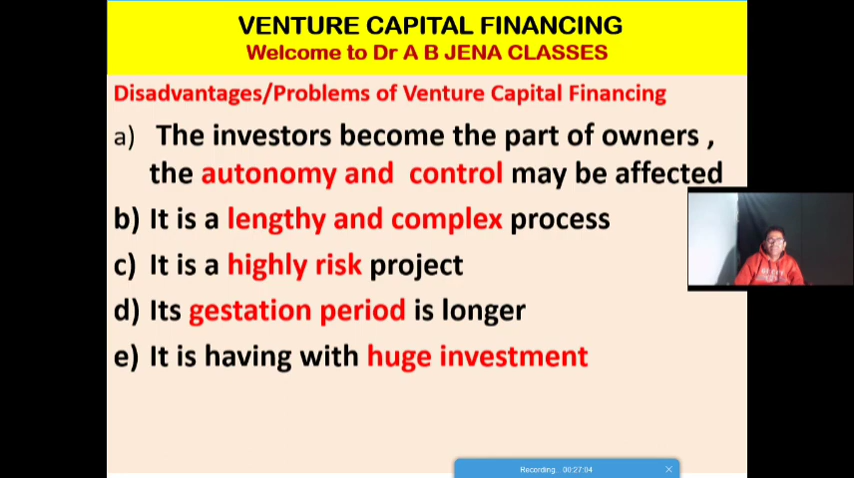 VENTURE CAPITAL FINANCING
Welcome to Dr A B JENA CLASSES
Disadvantages/Problems of Venture Capital Financing
a) The investors become the part of owners ,
the autonomy and control may be affected
b) It is a lengthy and complex process
c) It is a highly risk project
d) Its gestation period is longer
e) It is having with huge investment
Recording 00:27:04